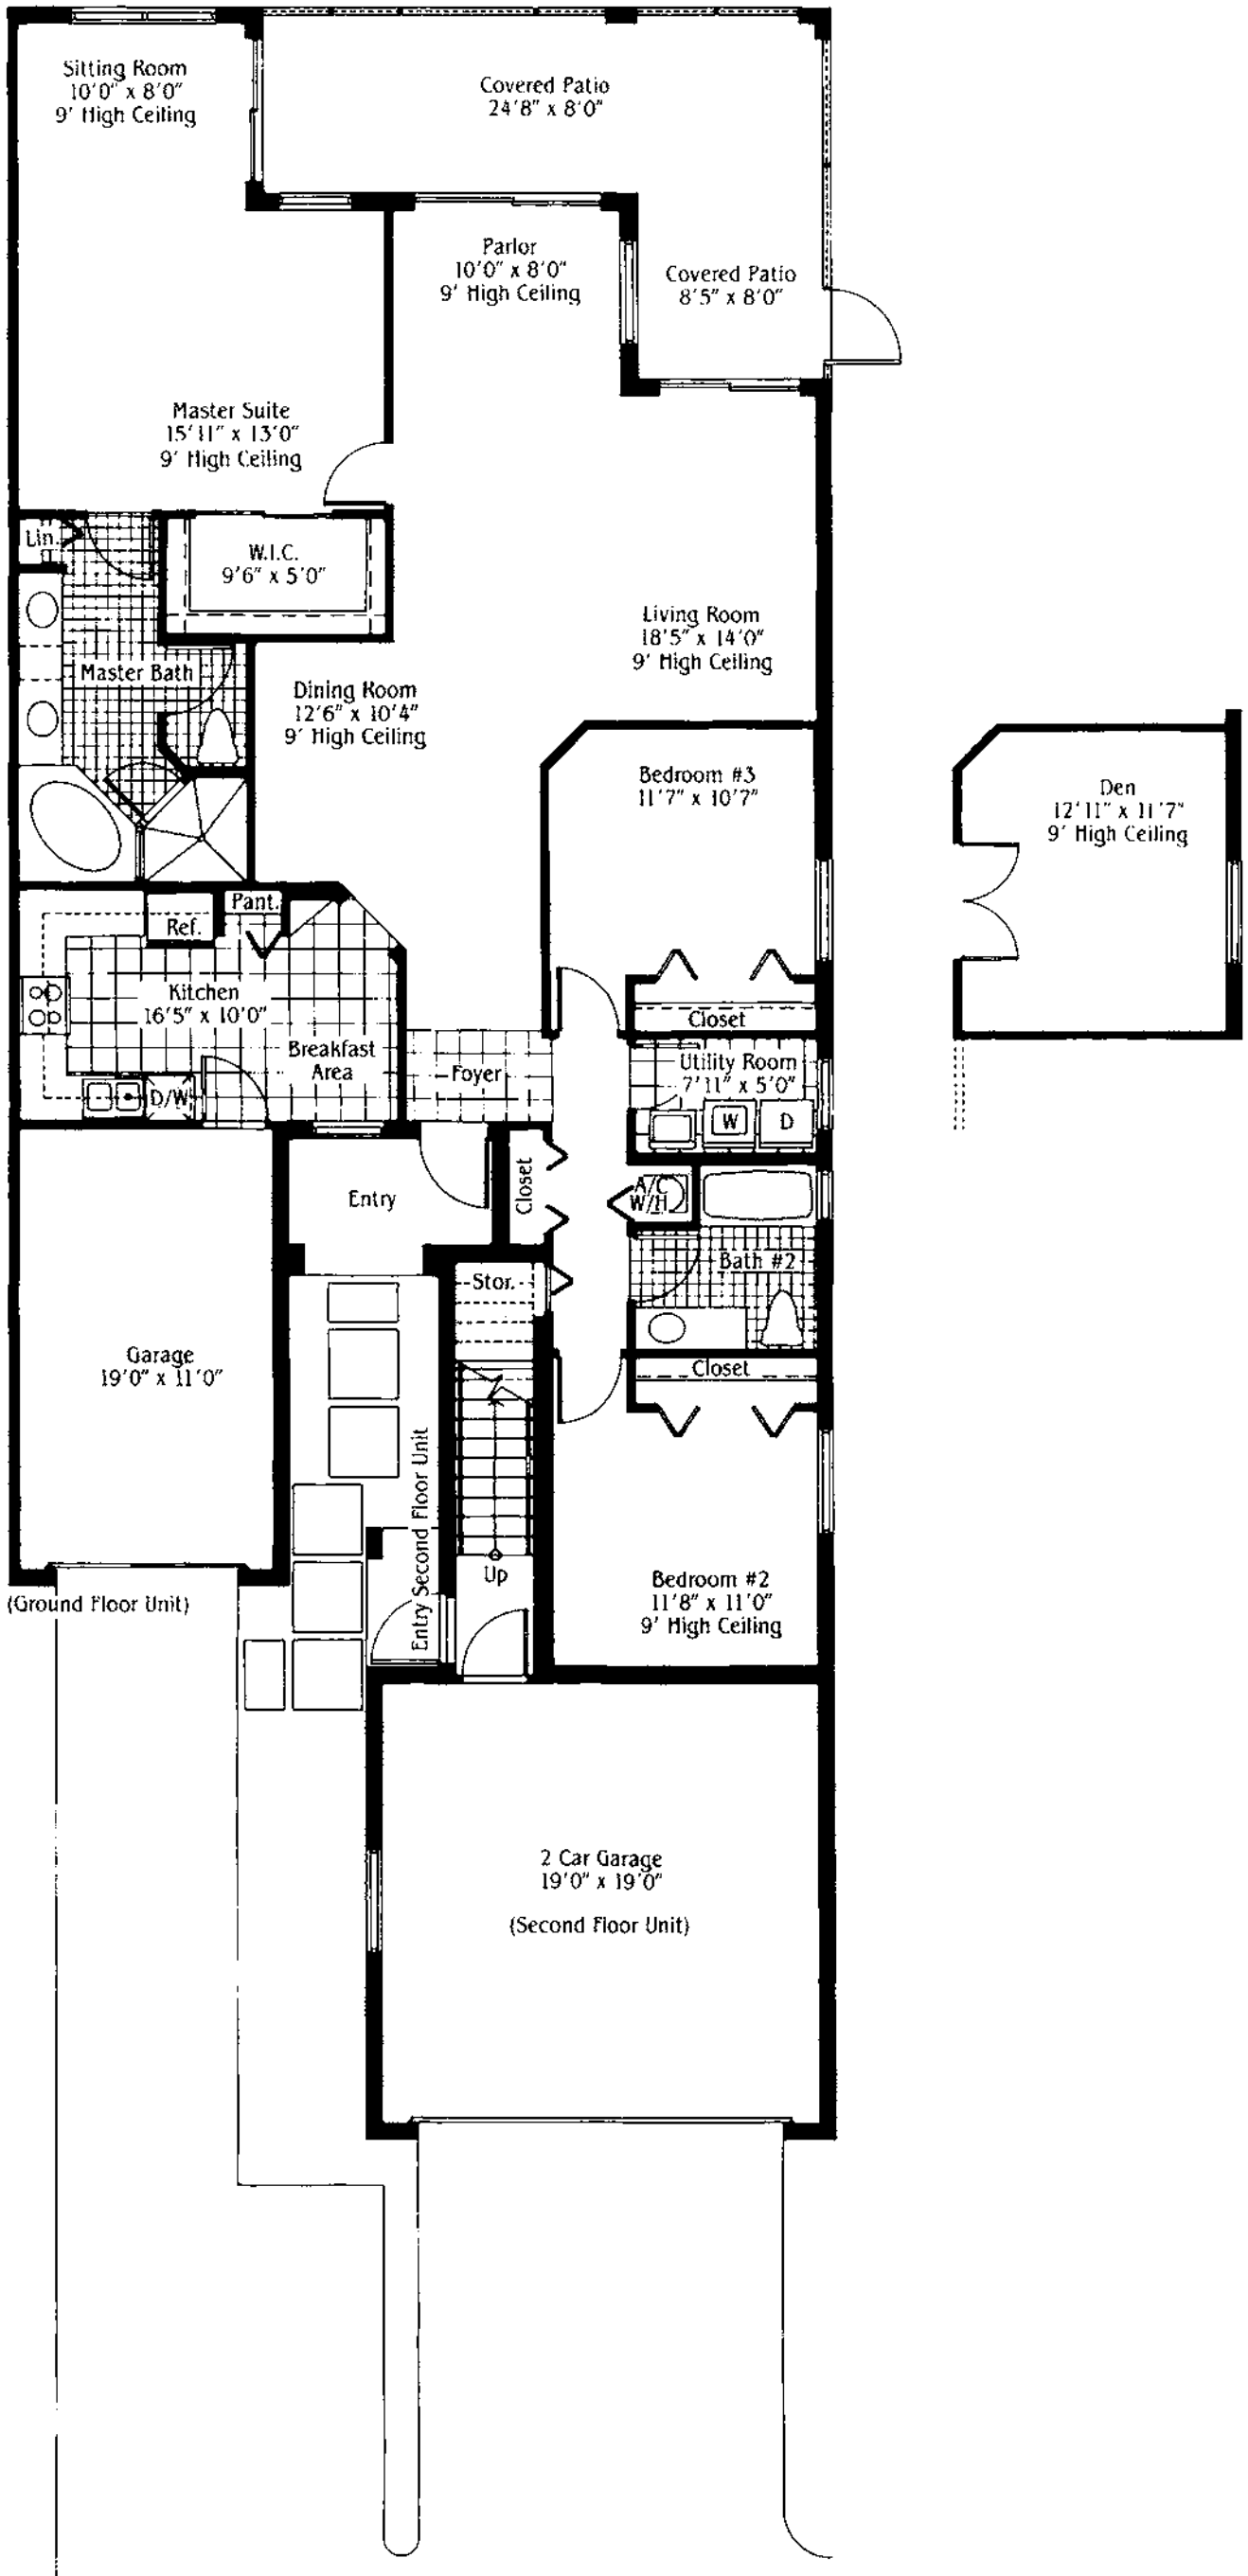 Sitting Room
10'0" x 8'0"
9' High Ceiling
Covered Patio
24'8" x 8'0"
Parlor
10'0" x 8'0"
9' High Ceiling
Covered Patio
8'5" x 8'0"
Master Suite
15'11" x 13'0"
9' High Ceiling
Lin.
W.I.C.
9'6" x 5'0"
Living Room
18'5" x 14'0"
9' High Ceiling
Master Bath
Dining Room
12'6" x 10'4"
9' High Ceiling
Bedroom #3
11'7" x 10'7"
Den
12'11" x 11'7"
9' High Ceiling
Pant.
Ref.
Kitchen
16'5" x 10'0"
Closet
Breakfast
Area
Foyer
Utility Room
7'11" x 5'0"
D/W
W
D
Closet
Entry
A/C
W/H
Bath #2
Stor.
Garage
19'0" x 11'0"
Closet
Entry Second Floor Unit
Up
Bedroom #2
11'8" x 11'0"
9' High Ceiling
(Ground Floor Unit)
2 Car Garage
19'0" x 19'0"
(Second Floor Unit)